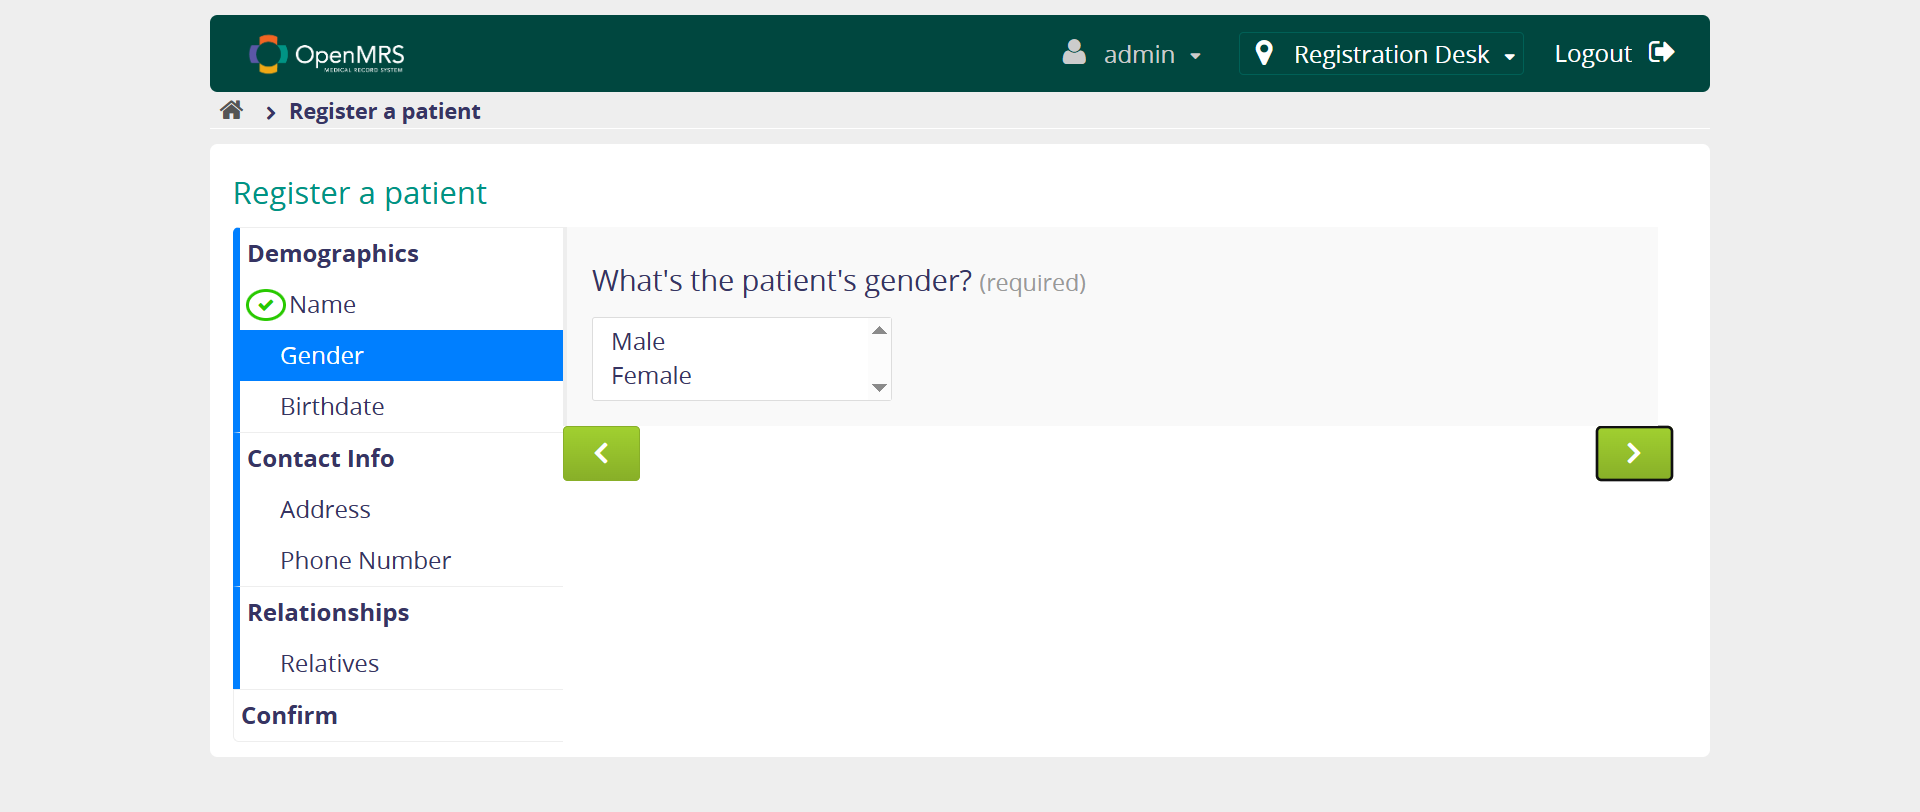 OpenMRS
MEDICAL RECORD SYSTEM
admin
Registration Desk
Logout
Register a patient
Register a patient
Demographics
Name
Gender
Birthdate
Contact Info
Address
Phone Number
Relationships
Relatives
Confirm
What's the patient's gender? (required)
Male
Female